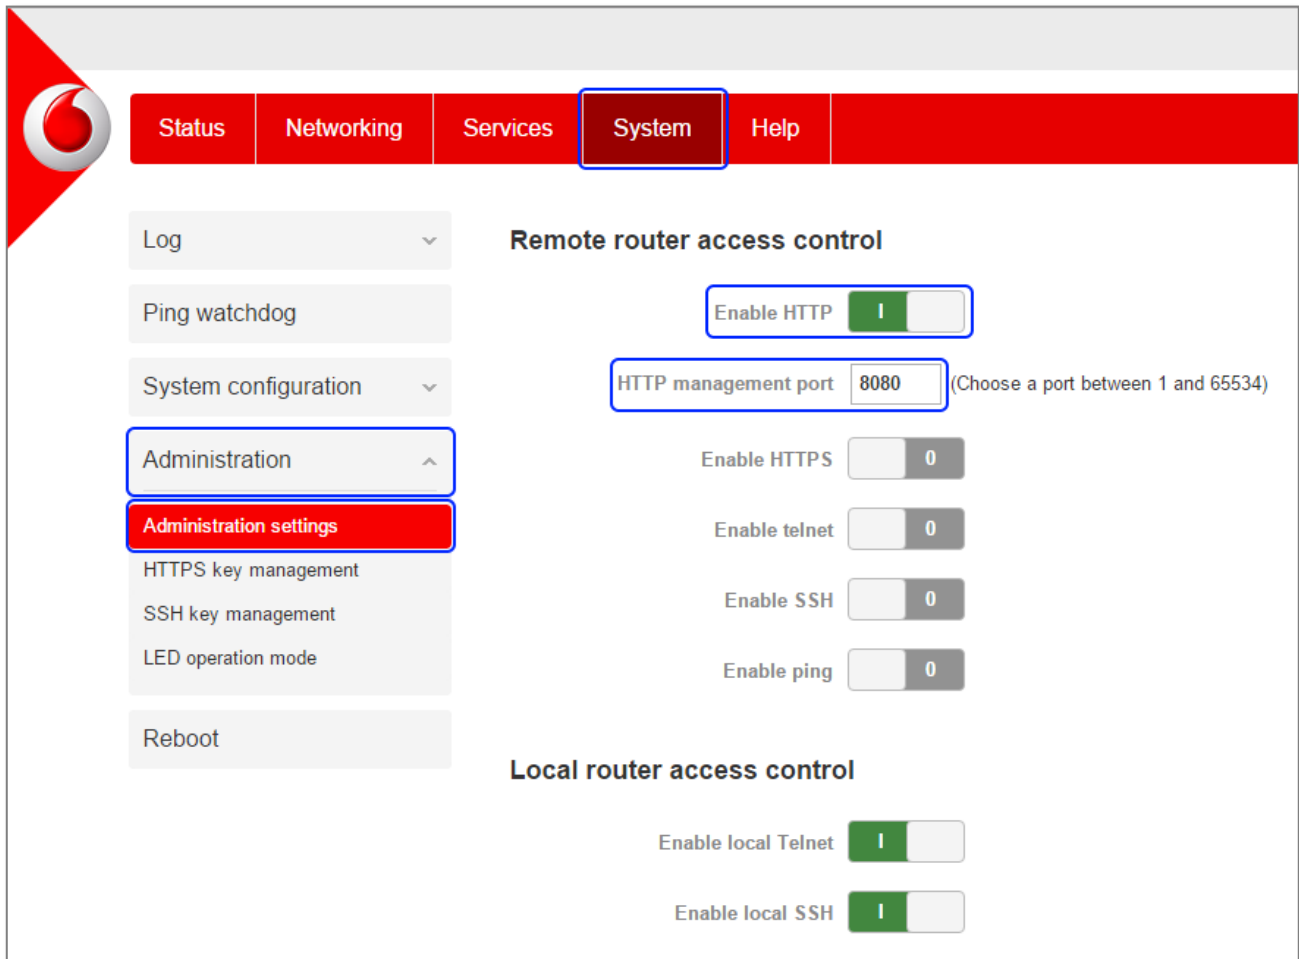 Status Networking Services System Help
Log
Ping watchdog
System configuration
Administration
Administration settings
HTTPS key management
SSH key management
LED operation mode
Reboot
Remote router access control
Enable HTTP I
HTTP management port 8080 (Choose a port between 1 and 65534)
Enable HTTPS 0
Enable telnet 0
Enable SSH 0
Enable ping 0
Local router access control
Enable local Telnet I
Enable local SSH I